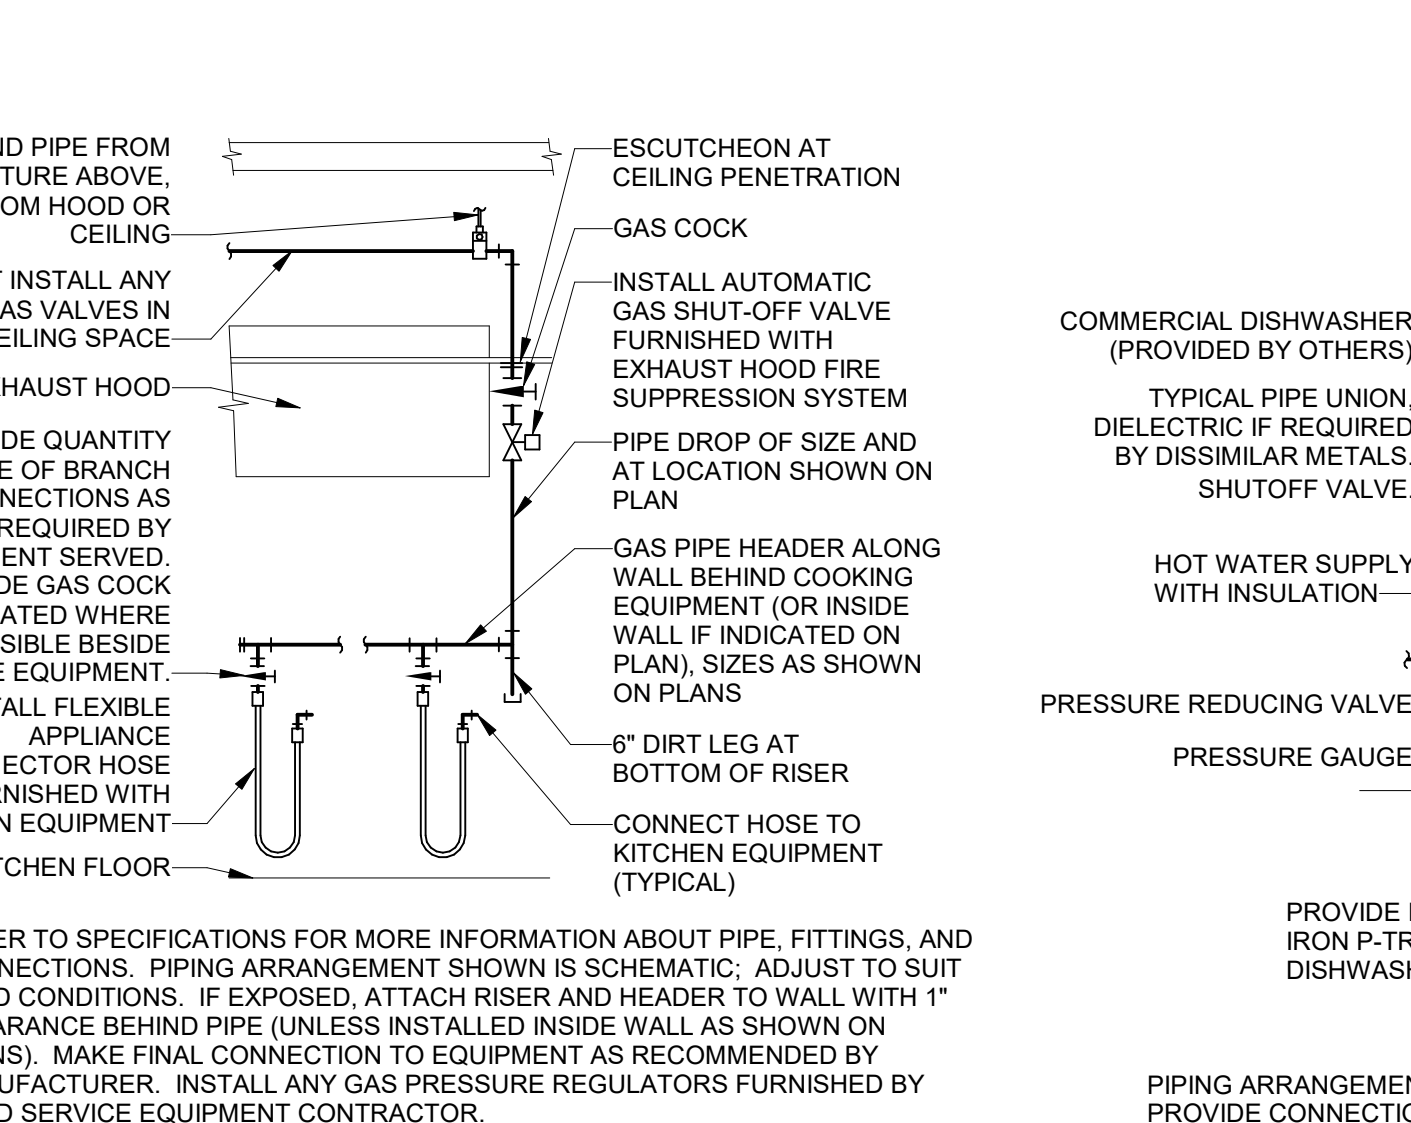 ND PIPE FROM
TURE ABOVE,
OM HOOD OR
CEILING
T INSTALL ANY
AS VALVES IN
EILING SPACE
HAUST HOOD
DE QUANTITY
E OF BRANCH
NECTIONS AS
REQUIRED BY
ENT SERVED.
DE GAS COCK
ATED WHERE
SIBLE BESIDE
E EQUIPMENT.
TALL FLEXIBLE
APPLIANCE
ECTOR HOSE
RNISHED WITH
N EQUIPMENT
TCHEN FLOOR
ESCUTCHEON AT
CEILING PENETRATION
GAS COCK
INSTALL AUTOMATIC
GAS SHUT-OFF VALVE
FURNISHED WITH
EXHAUST HOOD FIRE
SUPPRESSION SYSTEM
PIPE DROP OF SIZE AND
AT LOCATION SHOWN ON
PLAN
GAS PIPE HEADER ALONG
WALL BEHIND COOKING
EQUIPMENT (OR INSIDE
WALL IF INDICATED ON
PLAN), SIZES AS SHOWN
ON PLANS
6" DIRT LEG AT
BOTTOM OF RISER
CONNECT HOSE TO
KITCHEN EQUIPMENT
(TYPICAL)
ER TO SPECIFICATIONS FOR MORE INFORMATION ABOUT PIPE, FITTINGS, AND
NNECTIONS.  PIPING ARRANGEMENT SHOWN IS SCHEMATIC;  ADJUST TO SUIT
D CONDITIONS.  IF EXPOSED, ATTACH RISER AND HEADER TO WALL WITH 1"
ARANCE BEHIND PIPE (UNLESS INSTALLED INSIDE WALL AS SHOWN ON
NS).  MAKE FINAL CONNECTION TO EQUIPMENT AS RECOMMENDED BY
UFACTURER.  INSTALL ANY GAS PRESSURE REGULATORS FURNISHED BY
D SERVICE EQUIPMENT CONTRACTOR.
COMMERCIAL DISHWASHER
(PROVIDED BY OTHERS)
TYPICAL PIPE UNION,
DIELECTRIC IF REQUIRED
BY DISSIMILAR METALS.
SHUTOFF VALVE.
HOT WATER SUPPLY
WITH INSULATION
PRESSURE REDUCING VALVE
PRESSURE GAUGE
PROVIDE
IRON P-TR
DISHWASH
PIPING ARRANGEMEN
PROVIDE CONNECTIO